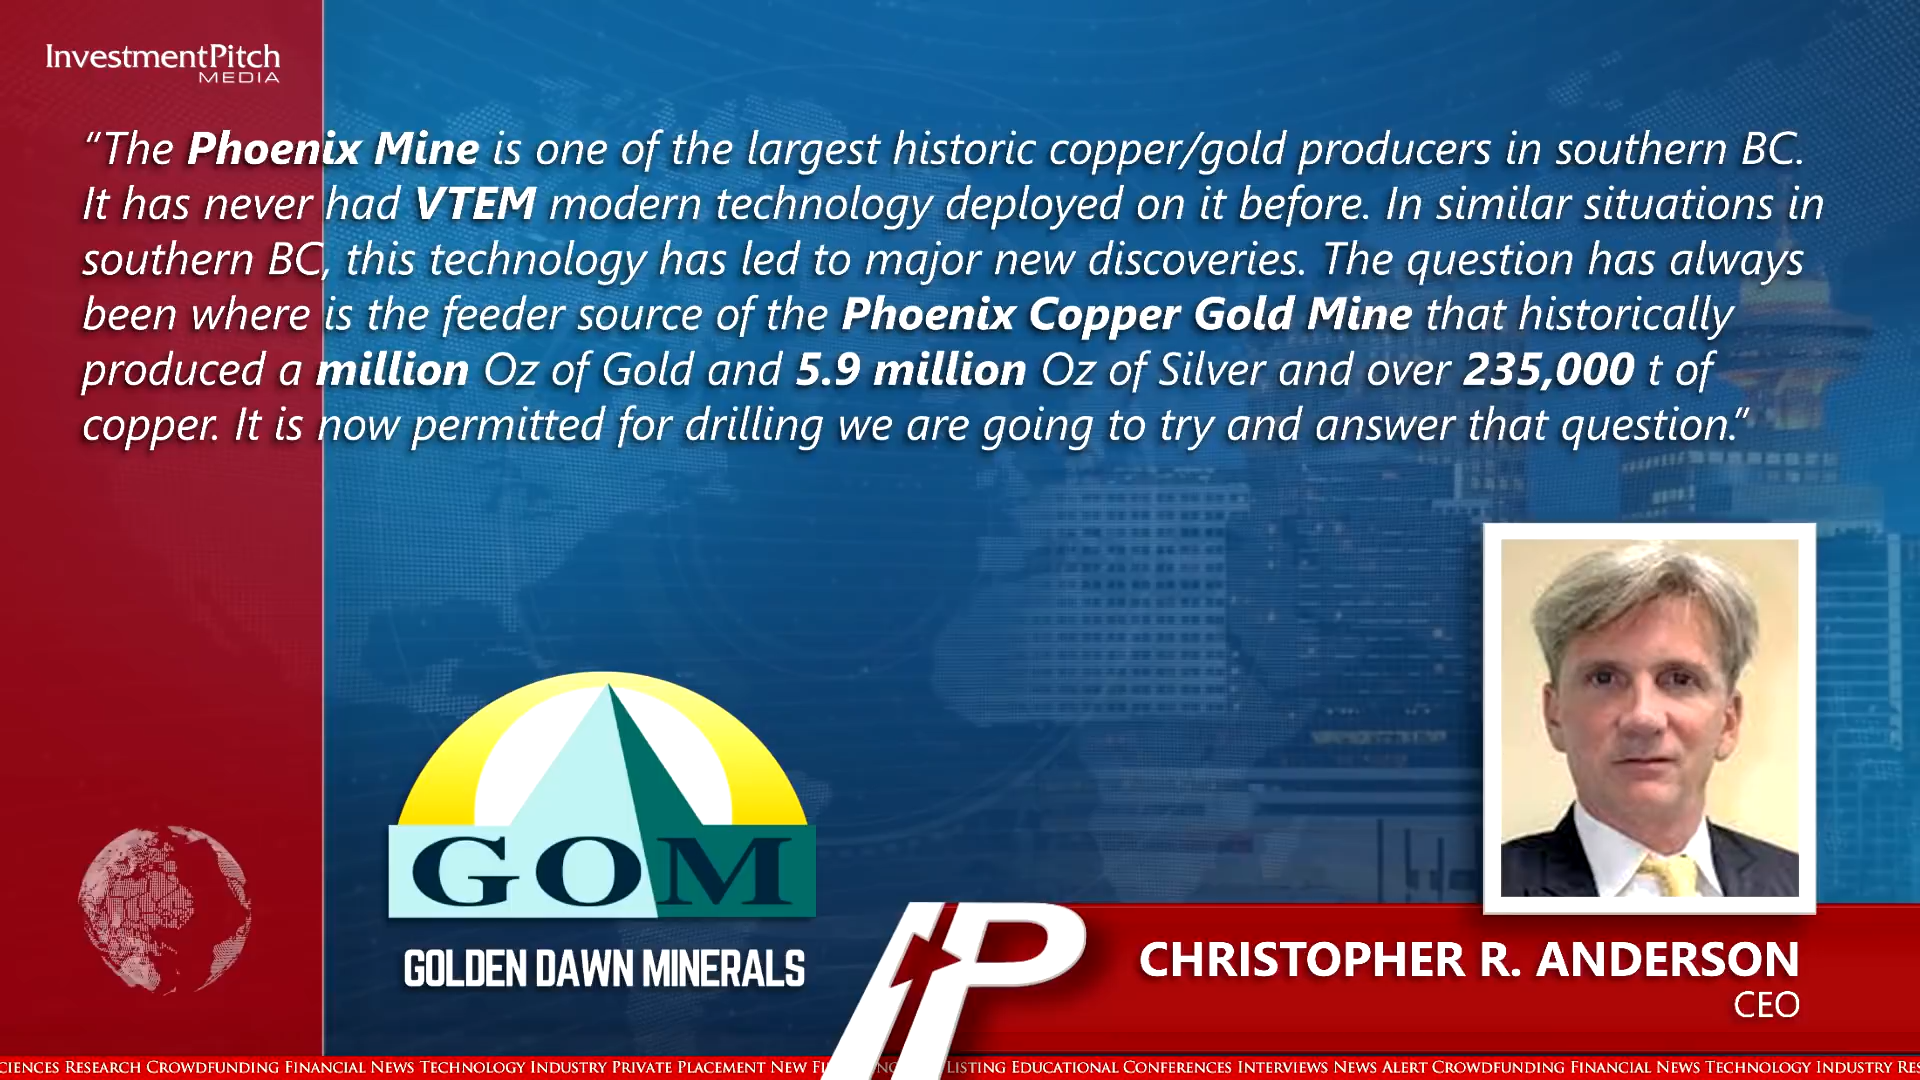 InvestmentPitch
MEDIA
“The Phoenix Mine is one of the largest historic copper/gold producers in southern BC.
It has never had VTEM modern technology deployed on it before. In similar situations in
southern BC, this technology has led to major new discoveries. The question has always
been where is the feeder source of the Phoenix Copper Gold Mine that historically
produced a million Oz of Gold and 5.9 million Oz of Silver and over 235,000 t of
copper. It is now permitted for drilling we are going to try and answer that question.”
GOM
GOLDEN DAWN MINERALS
IP
CHRISTOPHER R. ANDERSON
CEO
RESEARCH CROWDFUNDING FINANCIAL NEWS TECHNOLOGY INDUSTRY PRIVATE PLACEMENT NEW LISTING EDUCATIONAL CONFERENCES INTERVIEWS NEWS ALERT CROWDFUNDING FINANCIAL NEWS TECHNOLOGY INDUSTRY